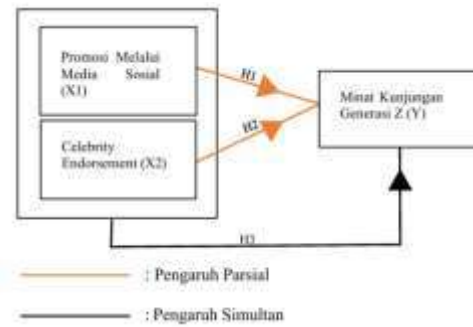 Promosi Melalui
Media Sosial
(X1)
H1
Minat Kunjungan
Generasi Z (Y)
H2
Celebrity
Endorsement (X2)
H3
: Pengaruh Parsial
: Pengaruh Simultan